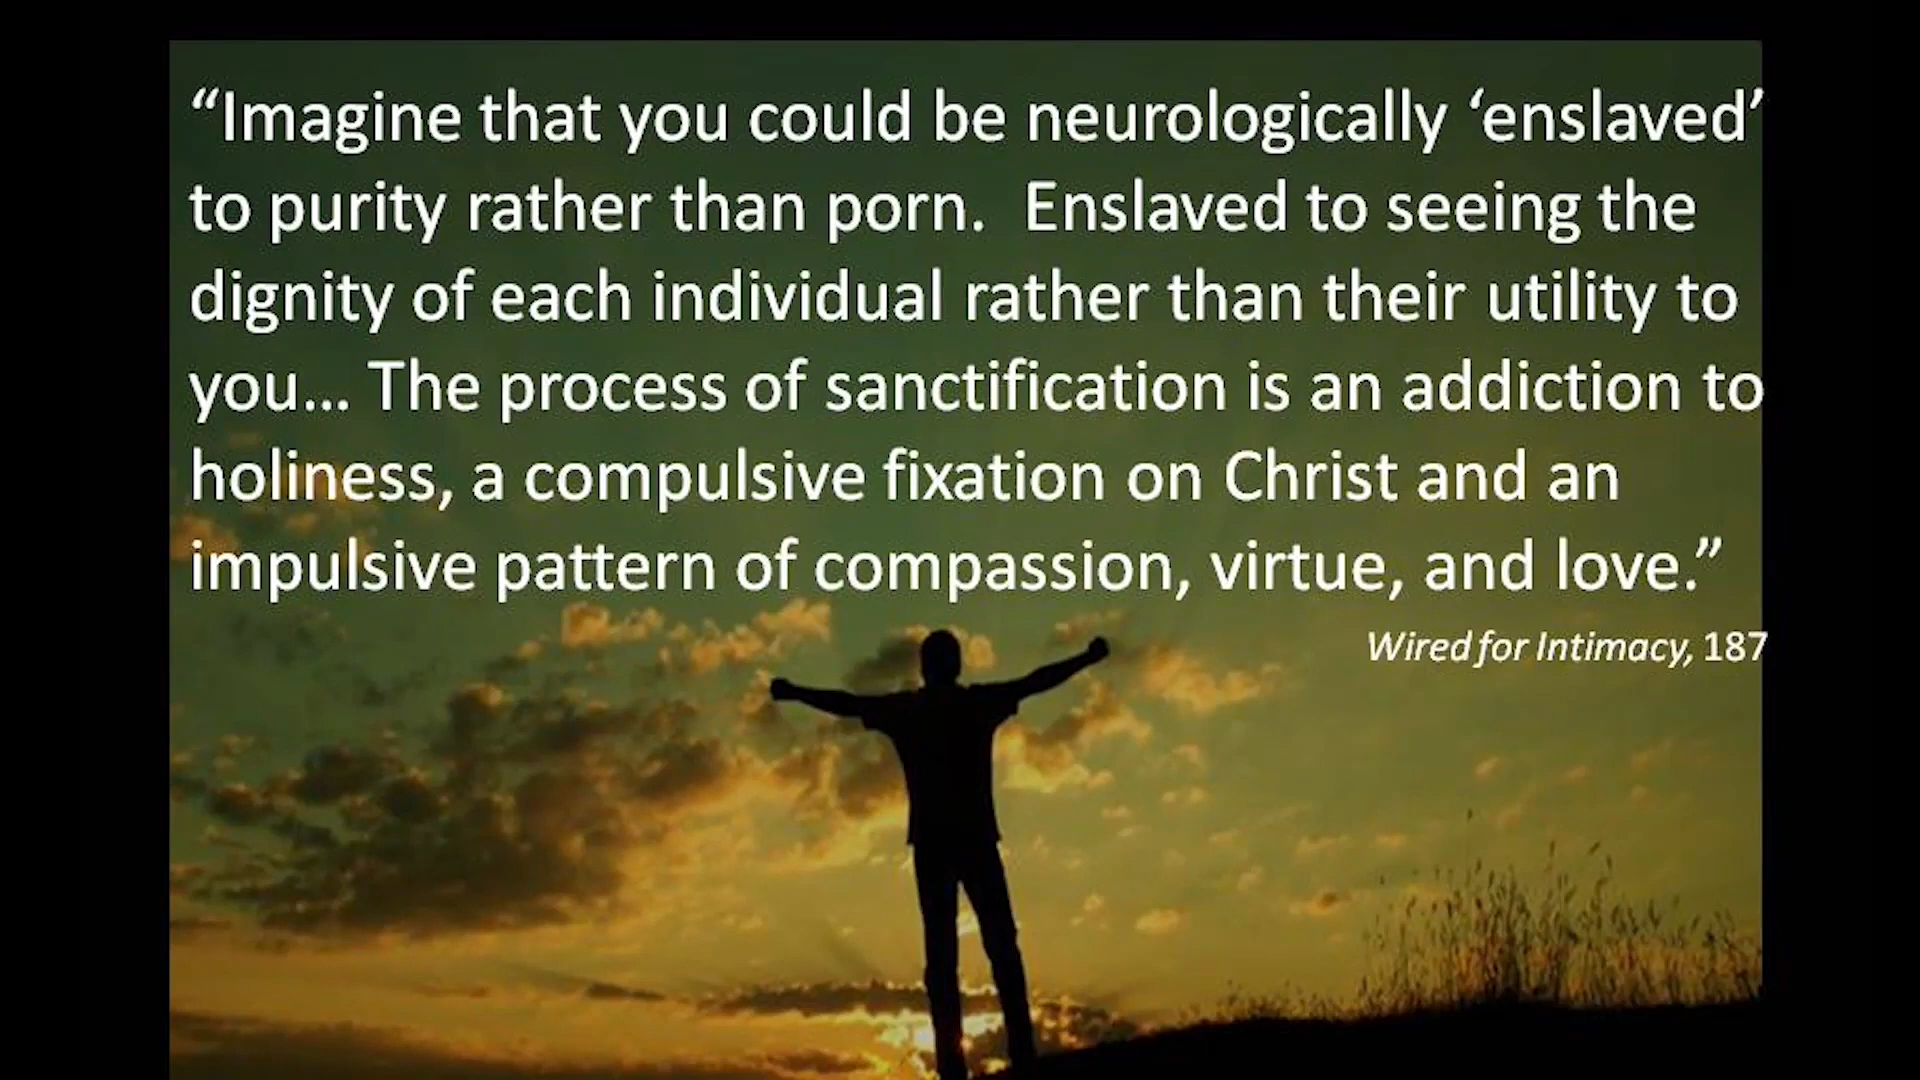 “Imagine that you could be neurologically ‘enslaved’
to purity rather than porn.  Enslaved to seeing the
dignity of each individual rather than their utility to
you… The process of sanctification is an addiction to
holiness, a compulsive fixation on Christ and an
impulsive pattern of compassion, virtue, and love.”
Wired for Intimacy, 187